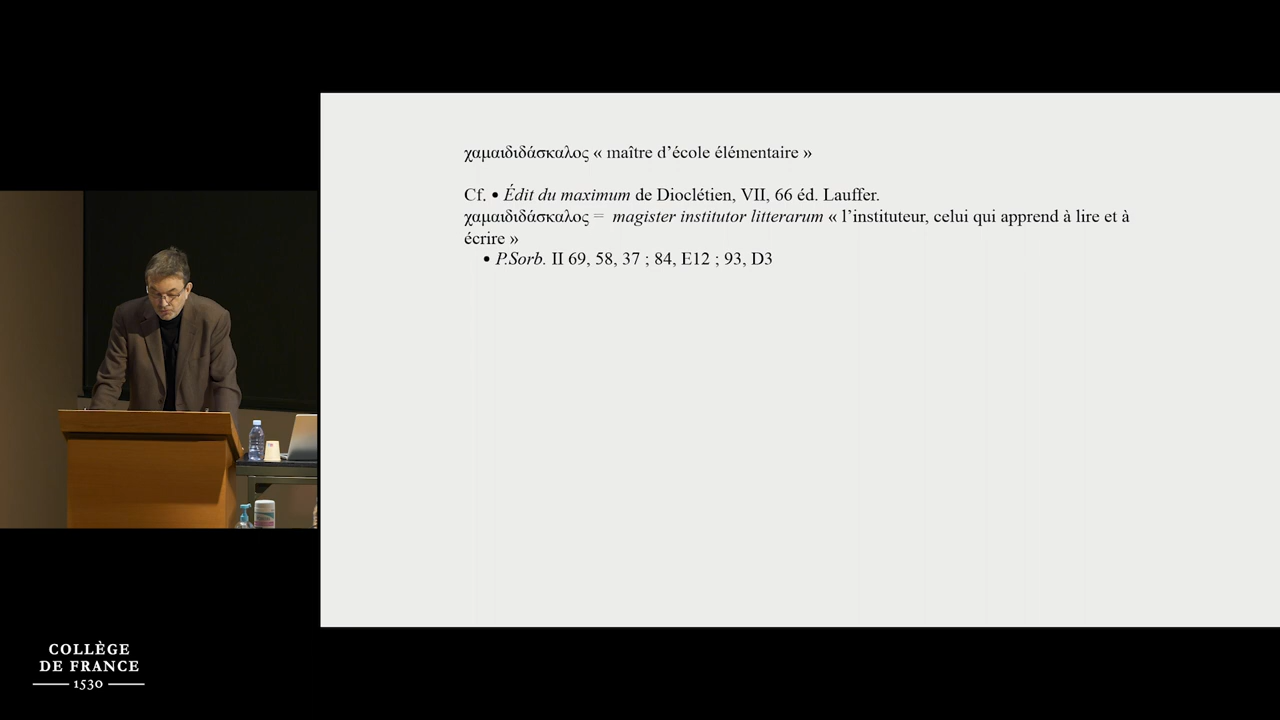 χαμαιδιδάσκαλος « maître d’école élémentaire »
Cf. • Édit du maximum de Dioclétien, VII, 66 éd. Lauffer.
χαμαιδιδάσκαλος = magister institutor litterarum « l’instituteur, celui qui apprend à lire et à
écrire »
• P.Sorb. II 69, 58, 37 ; 84, E12 ; 93, D3
COLLÈGE
DE FRANCE
1530